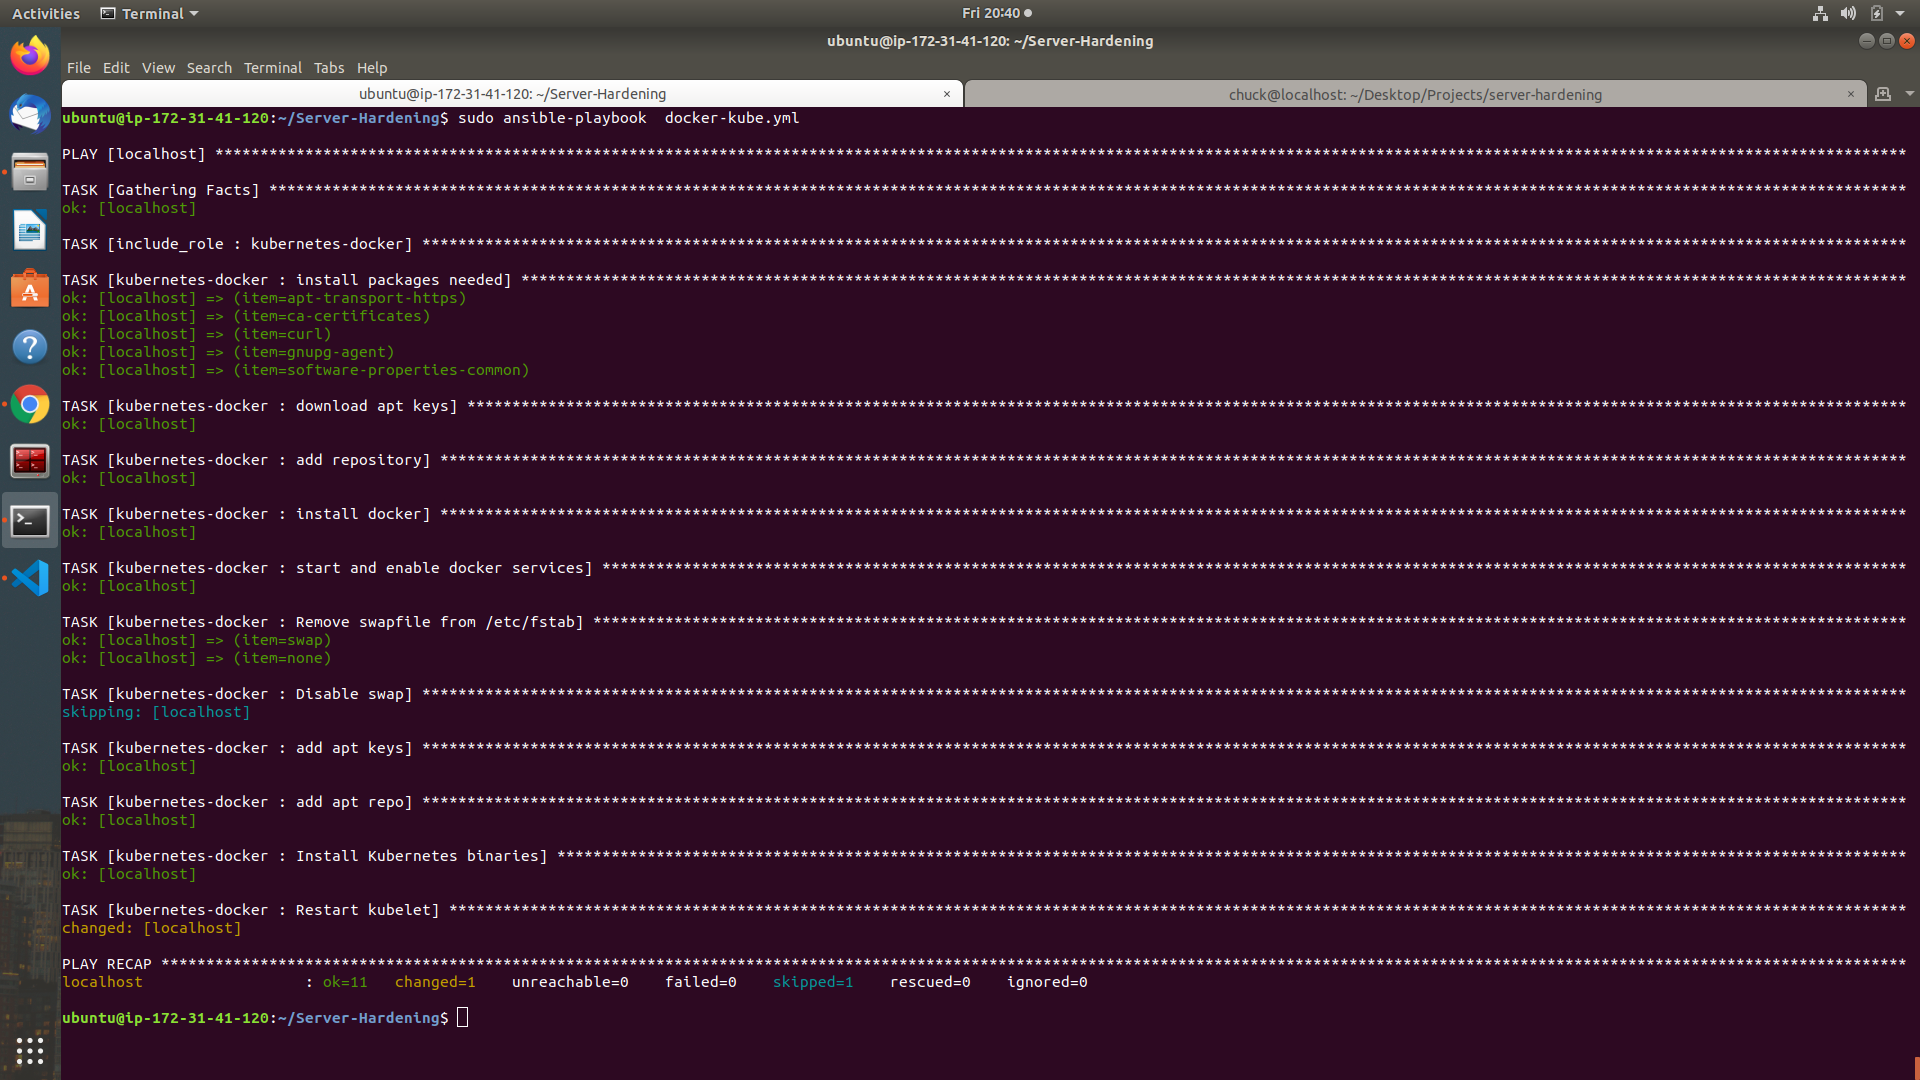 Activities Terminal Fri 20:40
ubuntu@ip-172-31-41-120: ~/Server-Hardening
File Edit View Search Terminal Tabs Help
ubuntu@ip-172-31-41-120: ~/Server-Hardening × chuck@localhost: ~/Desktop/Projects/server-hardening ×
ubuntu@ip-172-31-41-120:~/Server-Hardening$ sudo ansible-playbook  docker-kube.yml
PLAY [localhost] ****************************************************************************************************************************************************************************************************
TASK [Gathering Facts] **********************************************************************************************************************************************************************************************
ok: [localhost]
TASK [include_role : kubernetes-docker] *****************************************************************************************************************************************************************************
TASK [kubernetes-docker : install packages needed] ******************************************************************************************************************************************************************
ok: [localhost] => (item=apt-transport-https)
ok: [localhost] => (item=ca-certificates)
ok: [localhost] => (item=curl)
ok: [localhost] => (item=gnupg-agent)
ok: [localhost] => (item=software-properties-common)
TASK [kubernetes-docker : download apt keys] ************************************************************************************************************************************************************************
ok: [localhost]
TASK [kubernetes-docker : add repository] ***************************************************************************************************************************************************************************
ok: [localhost]
TASK [kubernetes-docker : install docker] ***************************************************************************************************************************************************************************
ok: [localhost]
TASK [kubernetes-docker : start and enable docker services] *********************************************************************************************************************************************************
ok: [localhost]
TASK [kubernetes-docker : Remove swapfile from /etc/fstab] **********************************************************************************************************************************************************
ok: [localhost] => (item=swap)
ok: [localhost] => (item=none)
TASK [kubernetes-docker : Disable swap] *****************************************************************************************************************************************************************************
skipping: [localhost]
TASK [kubernetes-docker : add apt keys] *****************************************************************************************************************************************************************************
ok: [localhost]
TASK [kubernetes-docker : add apt repo] *****************************************************************************************************************************************************************************
ok: [localhost]
TASK [kubernetes-docker : Install Kubernetes binaries] **************************************************************************************************************************************************************
ok: [localhost]
TASK [kubernetes-docker : Restart kubelet] **************************************************************************************************************************************************************************
changed: [localhost]
PLAY RECAP **********************************************************************************************************************************************************************************************************
localhost                  : ok=11   changed=1    unreachable=0    failed=0    skipped=1    rescued=0    ignored=0
ubuntu@ip-172-31-41-120:~/Server-Hardening$